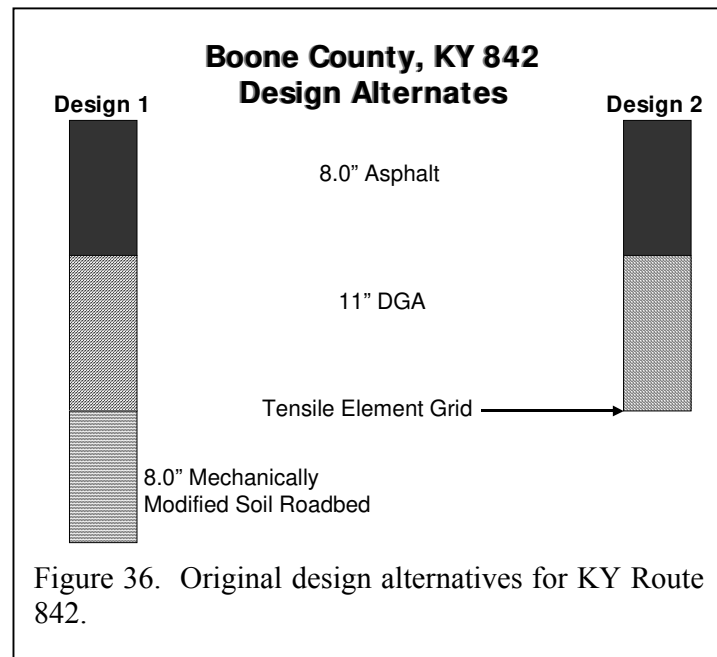 Boone County, KY 842
Design Alternates
Design 1
Design 2
8.0” Asphalt
11” DGA
Tensile Element Grid
8.0” Mechanically
Modified Soil Roadbed
Figure 36. Original design alternatives for KY Route
842.